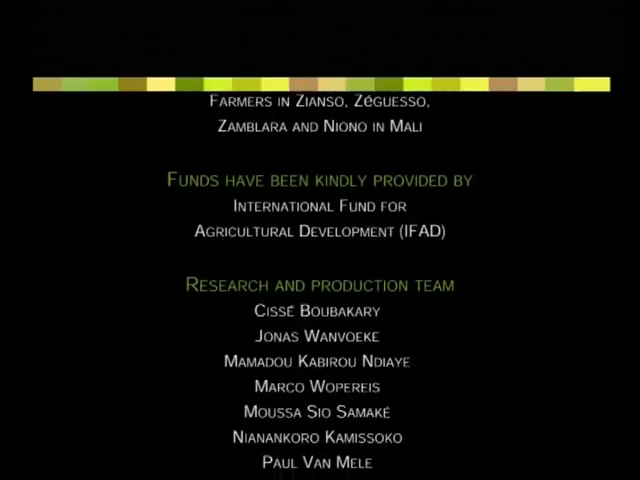 Farmers in Zianso, Zéguesso,
Zamblara and Niono in Mali
Funds have been kindly provided by
International Fund for
Agricultural Development (IFAD)
Research and production team
Cissé Boubakary
Jonas Wanvoeke
Mamadou Kabirou Ndiaye
Marco Wopereis
Moussa Sio Samaké
Nianankoro Kamissoko
Paul Van Mele